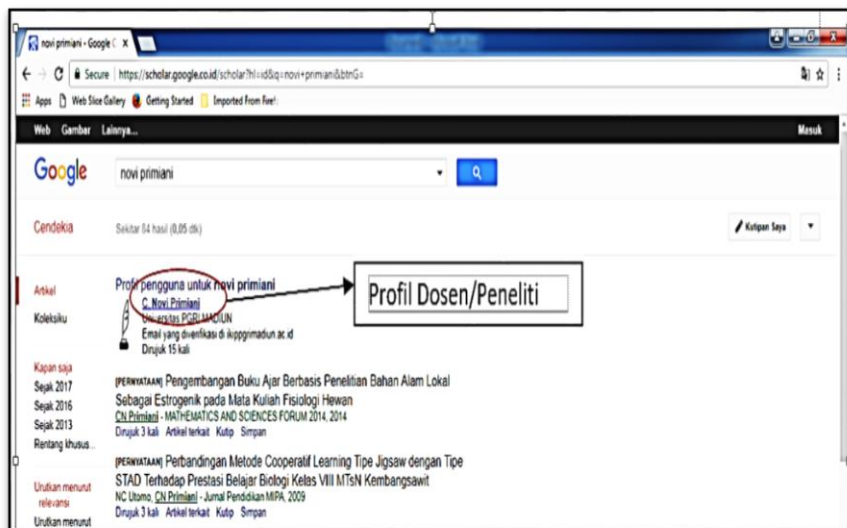 novi primiani - Google C
Secure | https://scholar.google.co.id/scholar?hl=id&q=novi+primiani&btnG=
Apps Web Slice Gallery Getting Started Imported From Firef
Web Gambar Lainnya... Masuk
Google novi primiani
Cendekia Sekitar 84 hasil (0,05 dtk) Kutipan Saya
Artikel
Koleksiku
Kapan saja
Sejak 2017
Sejak 2016
Sejak 2013
Rentang khusus...
Urutkan menurut
relevansi
Urutkan menurut
Profil pengguna untuk novi primiani
C. Novi Primiani
Universitas PGRI MADIUN
Email yang diverifikasi di ikippgrimadiun.ac.id
Dirujuk 15 kali
Profil Dosen/Peneliti
[PERNYATAAN] Pengembangan Buku Ajar Berbasis Penelitian Bahan Alam Lokal
Sebagai Estrogenik pada Mata Kuliah Fisiologi Hewan
CN Primiani - MATHEMATICS AND SCIENCES FORUM 2014, 2014
Dirujuk 3 kali Artikel terkait Kutip Simpan
[PERNYATAAN] Perbandingan Metode Cooperatif Learning Tipe Jigsaw dengan Tipe
STAD Terhadap Prestasi Belajar Biologi Kelas VIII MTsN Kembangsawit
NC Utomo, CN Primiani - Jurnal Pendidikan MIPA, 2009
Dirujuk 3 kali Artikel terkait Kutip Simpan